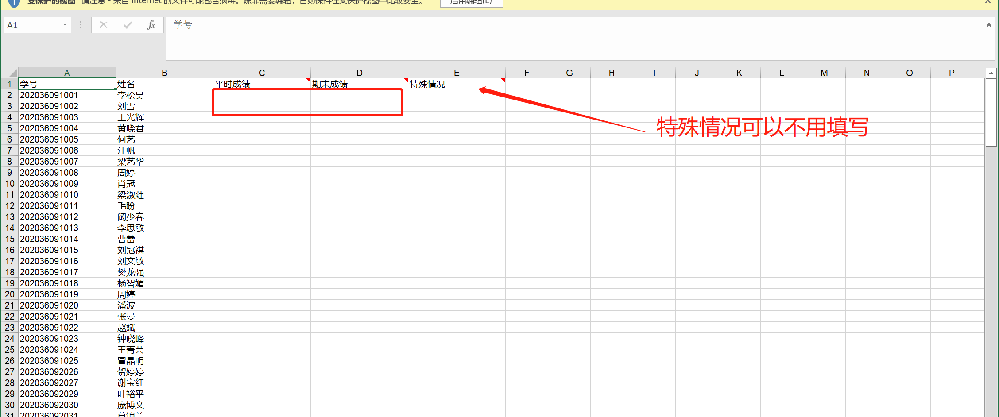 受保护的视图 请注意 - 来自 Internet 的文件可能包含病毒。除非需要编辑，否则保持在受保护视图中比较安全。 启用编辑(E)
A1 fx 学号
A B C D E F G H I J K L M N O P
1 学号 姓名 平时成绩 期末成绩 特殊情况
2 202036091001 李松昊
3 202036091002 刘雪
4 202036091003 王光辉
特殊情况可以不用填写
5 202036091004 黄晓君
6 202036091005 何艺
7 202036091006 江帆
8 202036091007 梁艺华
9 202036091008 周婷
10 202036091009 肖冠
11 202036091010 梁淑荭
12 202036091011 毛盼
13 202036091012 阚少春
14 202036091013 李思敏
15 202036091014 曹蕾
16 202036091015 刘冠祺
17 202036091016 刘文敏
18 202036091017 樊龙强
19 202036091018 杨智媚
20 202036091019 周婷
21 202036091020 潘波
22 202036091021 张曼
23 202036091022 赵斌
24 202036091023 钟晓峰
25 202036091024 王菁芸
26 202036091025 冒晶明
27 202036092026 贺婷婷
28 202036092027 谢宝红
29 202036092029 叶裕平
30 202036092030 庞博文
31 202036092031